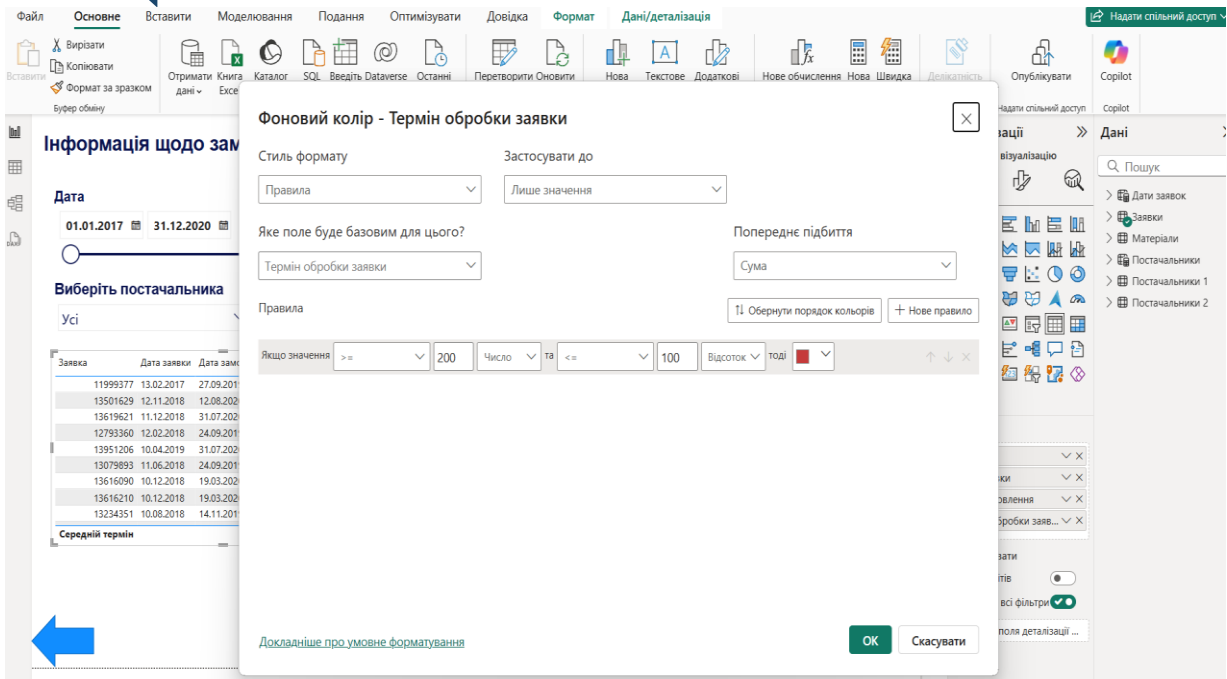 Файл Основне Вставити Моделювання Подання Оптимізувати Довідка Формат Дані/деталізація Надати спільний доступ
Вставити
Вирізати
Копіювати
Формат за зразком
Буфер обміну
Отримати дані
Книга Exce
Каталог SQL Введіть Dataverse Останні
Перетворити Оновити
Нова Текстове Додаткові
Нове обчислення Нова Швидка
Делікатність
Опублікувати
Надати спільний доступ
Copilot
Copilot
Інформація щодо зам
Дата
01.01.2017 31.12.2020
Виберіть постачальника
Усі
Заявка Дата заявки Дата замо
11999377 13.02.2017 27.09.201
13501629 12.11.2018 12.08.202
13619621 11.12.2018 31.07.202
12793360 12.02.2018 24.09.201
13951206 10.04.2019 31.07.202
13079893 11.06.2018 24.09.201
13616090 10.12.2018 19.03.202
13616210 10.12.2018 19.03.202
13234351 10.08.2018 14.11.201
Середній термін
Фоновий колір - Термін обробки заявки
Стиль формату Застосувати до
Правила Лише значення
Яке поле буде базовим для цього? Попереднє підбиття
Термін обробки заявки Сума
Правила Обернути порядок кольорів + Нове правило
Якщо значення >= 200 Число та <= 100 Відсоток тоді
Докладніше про умовне форматування
ОК Скасувати
зації
візуалізацію
ки
овлення
бробки заяв...
вати
тів
всі фільтри
поля деталізації ...
Дані
Пошук
Дати заявок
Заявки
Матеріали
Постачальники
Постачальники 1
Постачальники 2